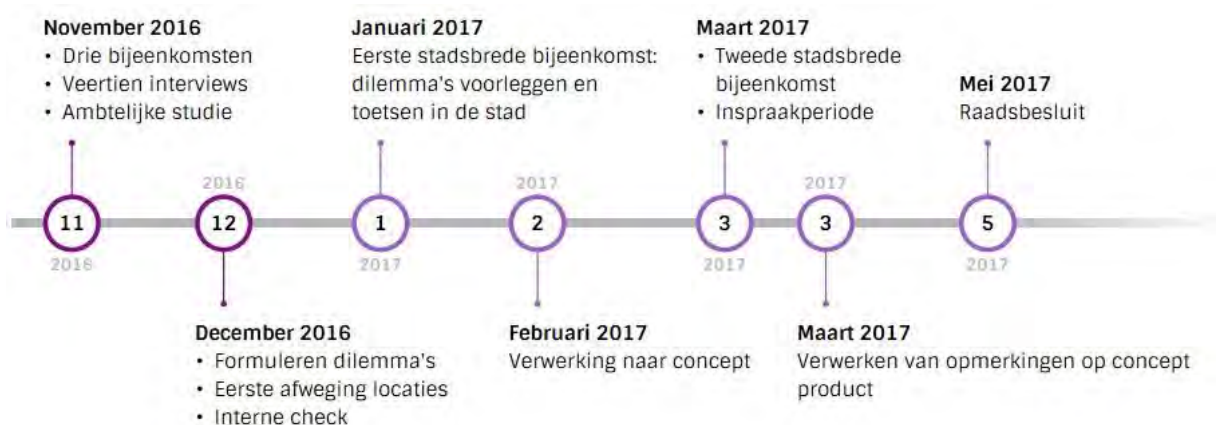 November 2016
• Drie bijeenkomsten
• Veertien interviews
• Ambtelijke studie
Januari 2017
Eerste stadsbrede bijeenkomst:
dilemma's voorleggen en
toetsen in de stad
Maart 2017
• Tweede stadsbrede
bijeenkomst
• Inspraakperiode
Mei 2017
Raadsbesluit
11
2016
2016
12
1
2017
2017
2
3
2017
2017
3
5
2017
December 2016
• Formuleren dilemma's
• Eerste afweging locaties
• Interne check
Februari 2017
Verwerking naar concept
Maart 2017
Verwerken van opmerkingen op concept
product